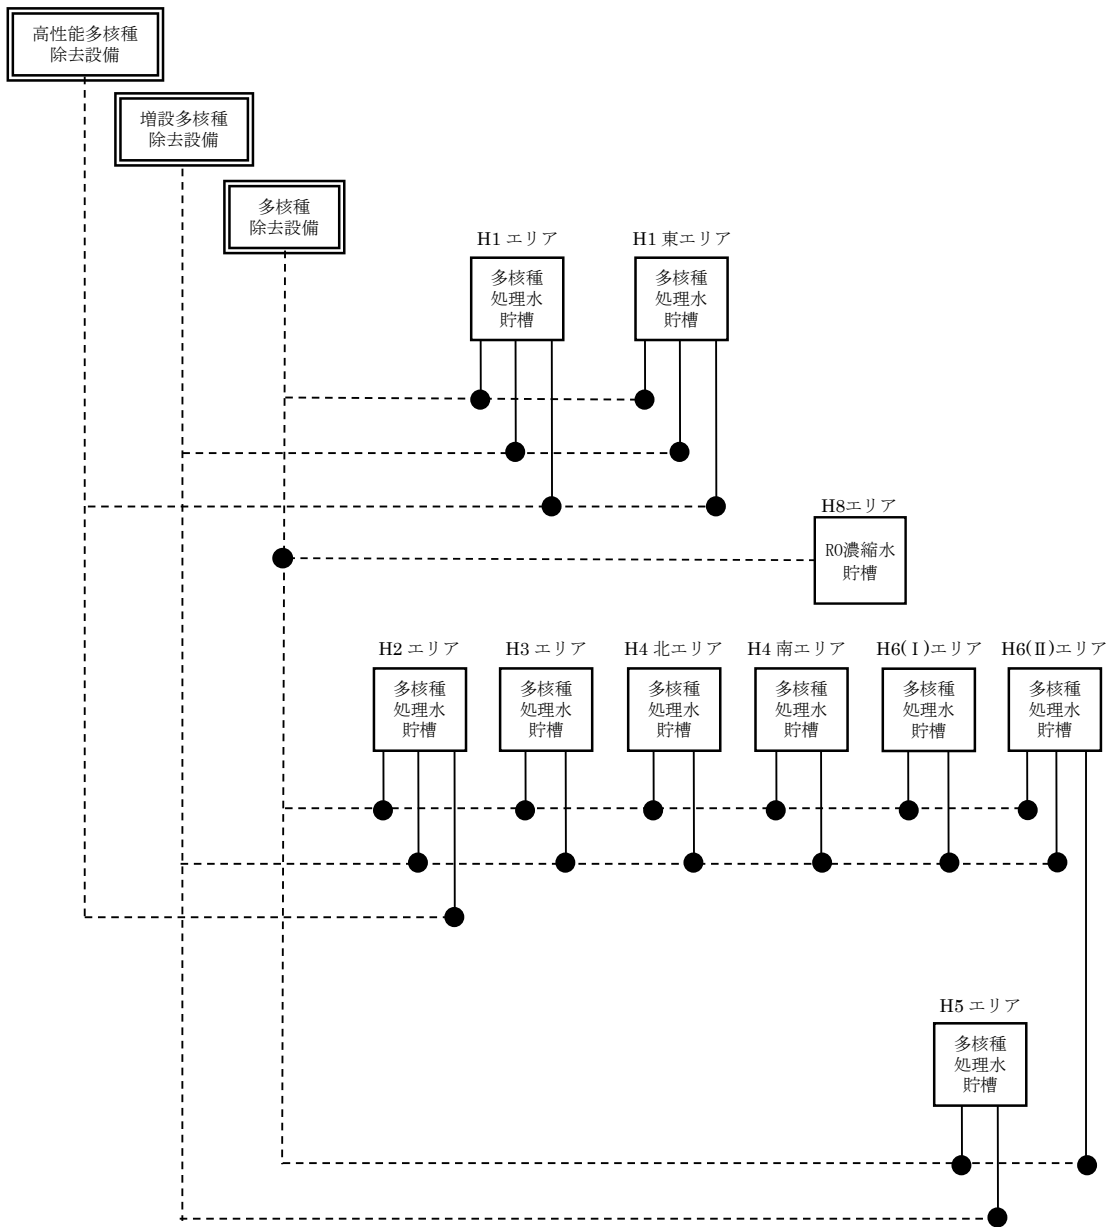 高性能多核種
除去設備
増設多核種
除去設備
多核種
除去設備
H1 エリア
多核種
処理水
貯槽
H1 東エリア
多核種
処理水
貯槽
H8エリア
RO濃縮水
貯槽
H2 エリア
多核種
処理水
貯槽
H3 エリア
多核種
処理水
貯槽
H4 北エリア
多核種
処理水
貯槽
H4 南エリア
多核種
処理水
貯槽
H6(Ⅰ)エリア
多核種
処理水
貯槽
H6(Ⅱ)エリア
多核種
処理水
貯槽
H5 エリア
多核種
処理水
貯槽